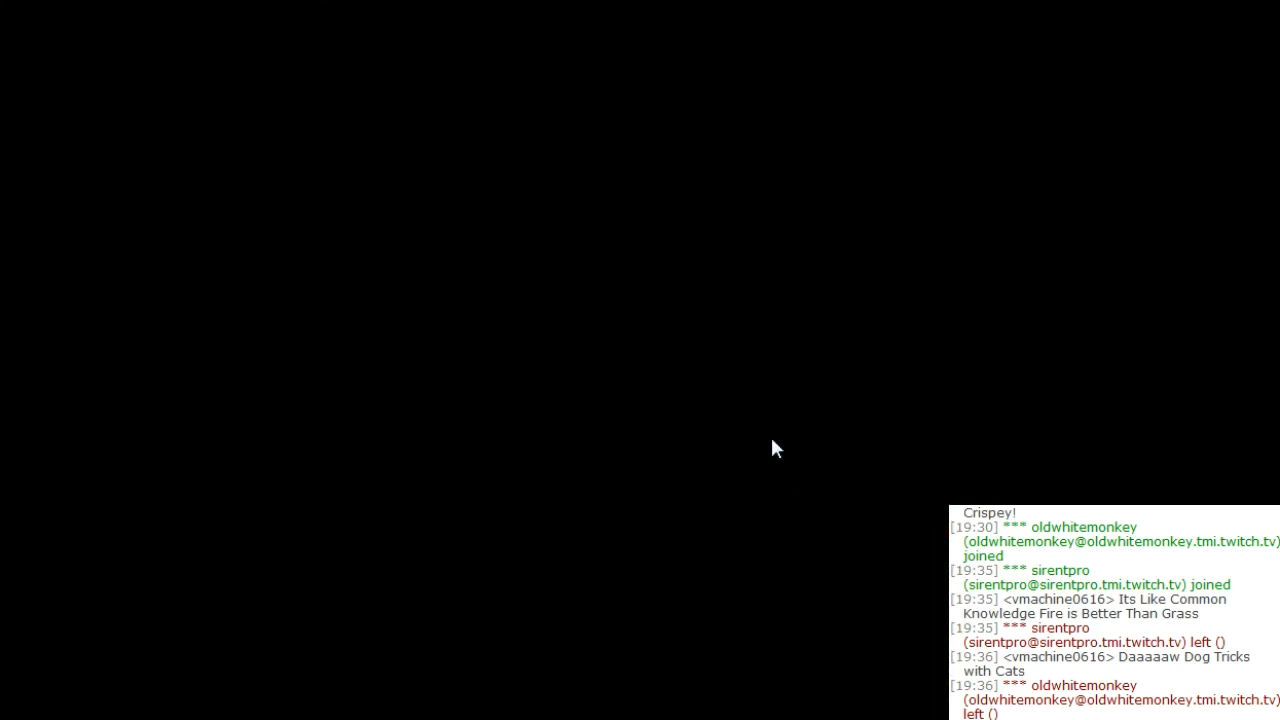 Crispey!
[19:30] *** oldwhitemonkey
(oldwhitemonkey@oldwhitemonkey.tmi.twitch.tv)
joined
[19:35] *** sirentpro
(sirentpro@sirentpro.tmi.twitch.tv) joined
[19:35] <vmachine0616> Its Like Common
Knowledge Fire is Better Than Grass
[19:35] *** sirentpro
(sirentpro@sirentpro.tmi.twitch.tv) left ()
[19:36] <vmachine0616> Daaaaaw Dog Tricks
with Cats
[19:36] *** oldwhitemonkey
(oldwhitemonkey@oldwhitemonkey.tmi.twitch.tv)
left ()